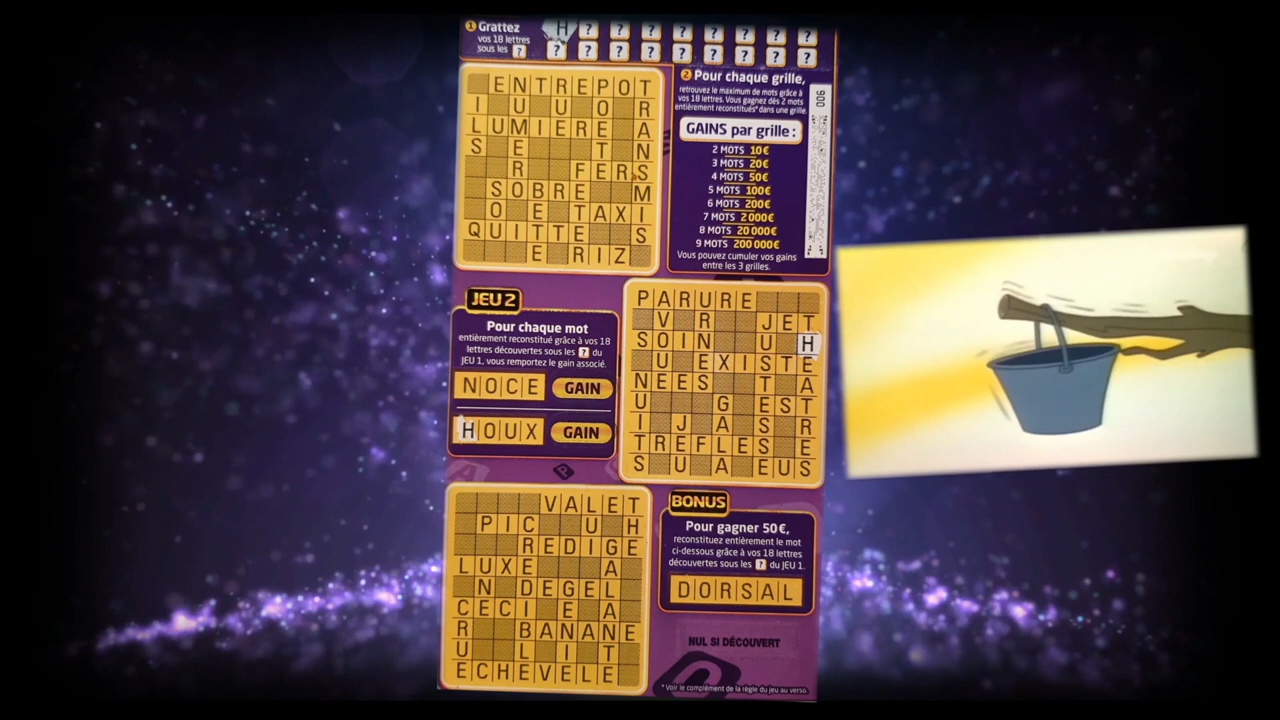 1 Grattez
vos 18 lettres
sous les ?
H ? ? ? ? ? ? ? ?
? ? ? ? ? ? ? ? ?
ENTREPOT
I U U O R
LUMIERE A
S E T N
R FERS
SOBRE M
O E TAXI
QUITTE S
E RIZ
2 Pour chaque grille,
retrouvez le maximum de mots grâce à
vos 18 lettres. Vous gagnez dès 2 mots
entièrement reconstitués* dans une grille.
GAINS par grille :
2 MOTS 10€
3 MOTS 20€
4 MOTS 50€
5 MOTS 100€
6 MOTS 200€
7 MOTS 2 000€
8 MOTS 20 000€
9 MOTS 200 000€
Vous pouvez cumuler vos gains
entre les 3 grilles.
006
JEU 2
Pour chaque mot
entièrement reconstitué grâce à vos 18
lettres découvertes sous les ? du
JEU 1, vous remportez le gain associé.
NOCE GAIN
HOUX GAIN
PARURE
V R JET
SOIN U H
U EXISTE
NEES T A
U G EST
I J A S R
TREFLES E
S U A EUS
VALET
PIC U H
REDIGE
LUXE A
N DEGEL
CECI E A
R BANANE
U L I T
ECHEVELE
BONUS
Pour gagner 50€,
reconstituez entièrement le mot
ci-dessous grâce à vos 18 lettres
découvertes sous les ? du JEU 1.
DORSAL
NUL SI DÉCOUVERT
* Voir le complément de la règle du jeu au verso.